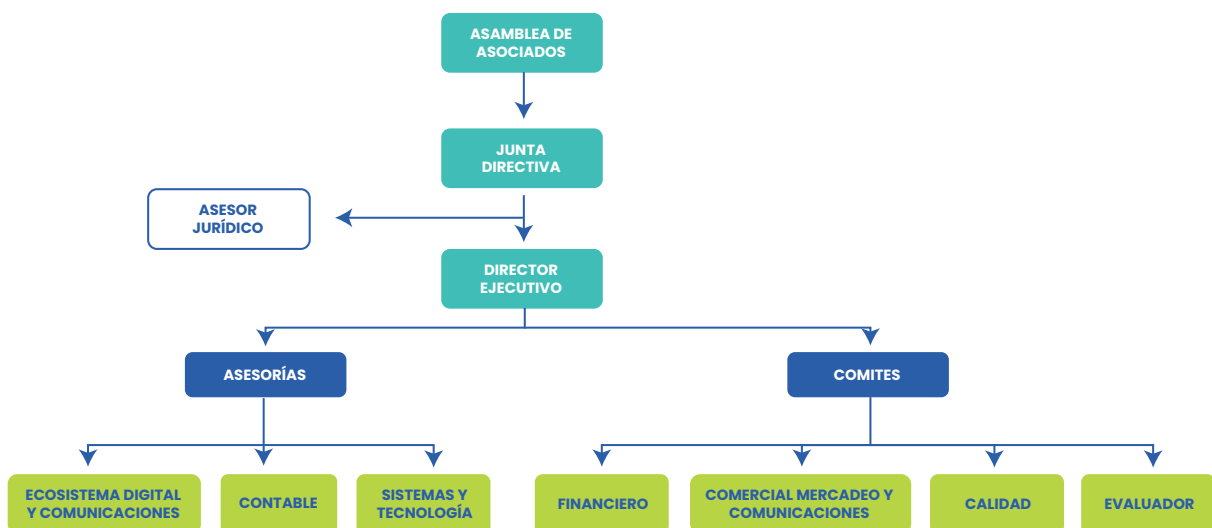 ASAMBLEA DE
ASOCIADOS
JUNTA
DIRECTIVA
ASESOR
JURÍDICO
DIRECTOR
EJECUTIVO
ASESORÍAS
COMITES
ECOSISTEMA DIGITAL
Y COMUNICACIONES
CONTABLE
SISTEMAS Y
TECNOLOGÍA
FINANCIERO
COMERCIAL MERCADEO Y
COMUNICACIONES
CALIDAD
EVALUADOR